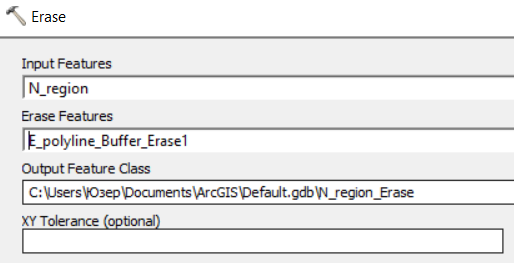 Erase
Input Features
N_region
Erase Features
E_polyline_Buffer_Erase1
Output Feature Class
C:\Users\Юзер\Documents\ArcGIS\Default.gdb\N_region_Erase
XY Tolerance (optional)